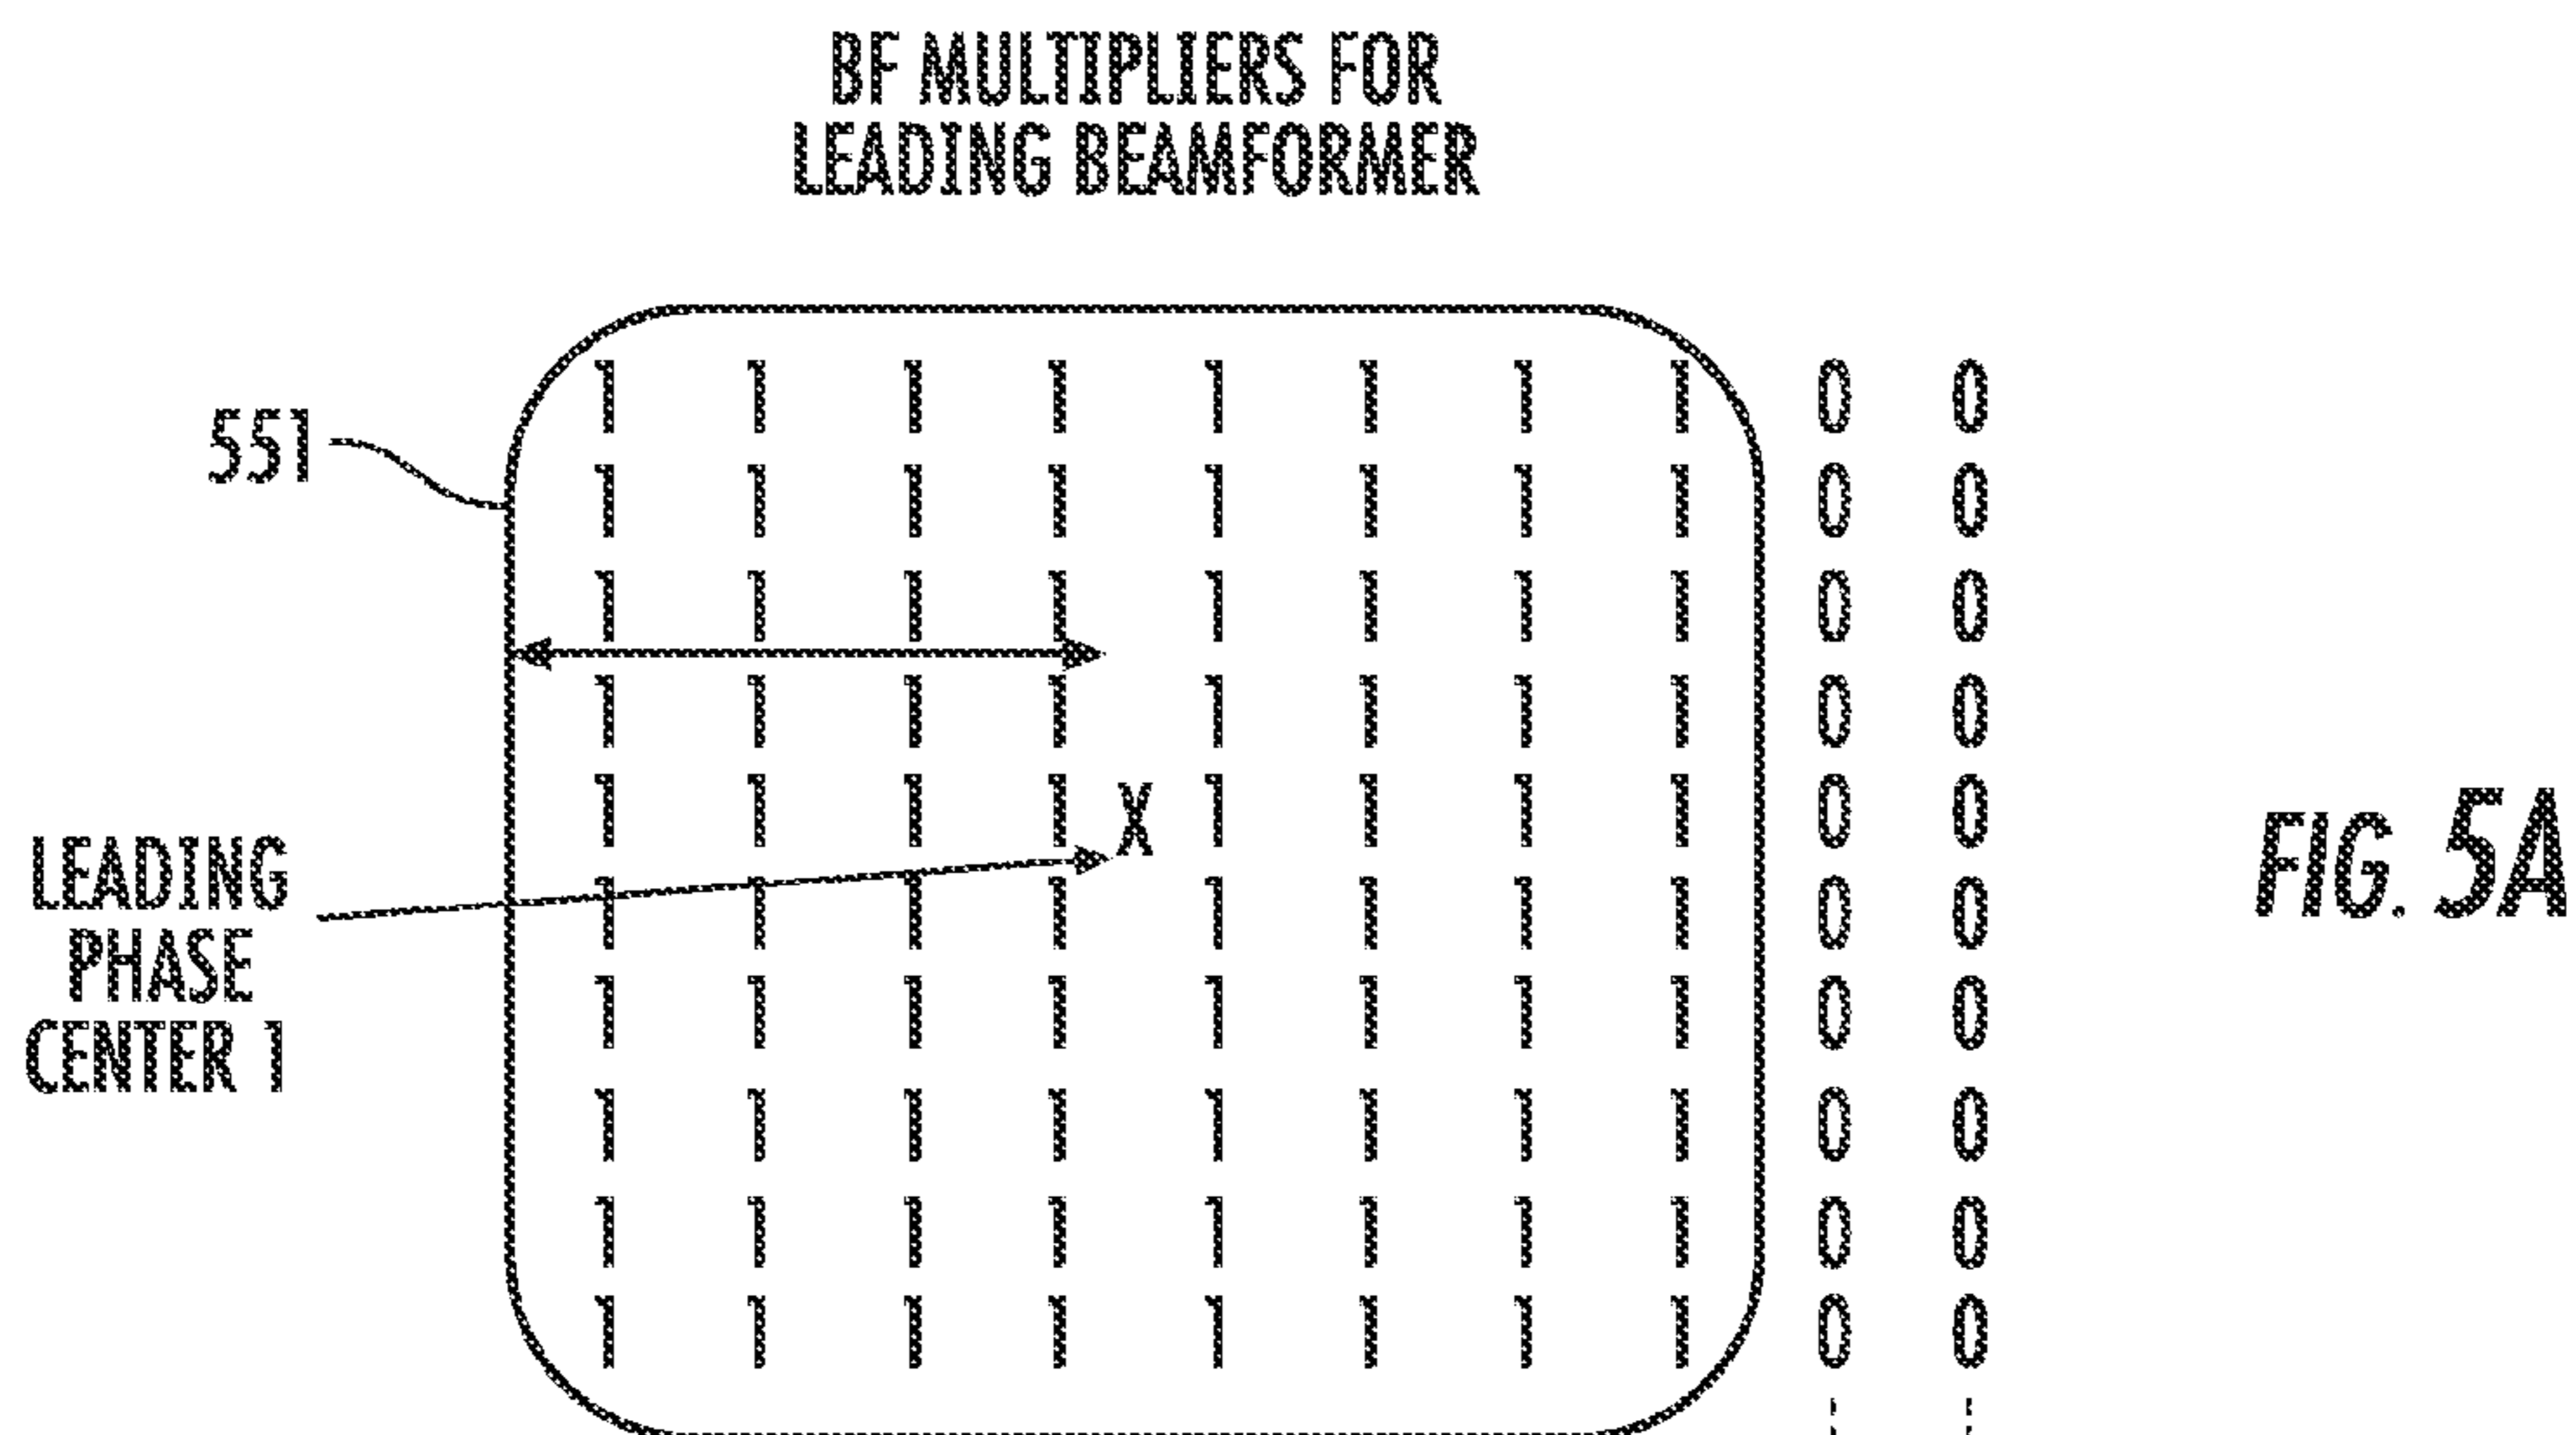 BF MULTIPLIERS FOR
LEADING BEAMFORMER
551
1 1 1 1 1 1 1 1 0 0
1 1 1 1 1 1 1 1 0 0
1 1 1 1 1 1 1 1 0 0
1 1 1 1 1 1 1 1 0 0
1 1 1 1 X 1 1 1 1 0 0
1 1 1 1 1 1 1 1 0 0
1 1 1 1 1 1 1 1 0 0
1 1 1 1 1 1 1 1 0 0
1 1 1 1 1 1 1 1 0 0
1 1 1 1 1 1 1 1 0 0
LEADING
PHASE
CENTER 1
FIG. 5A